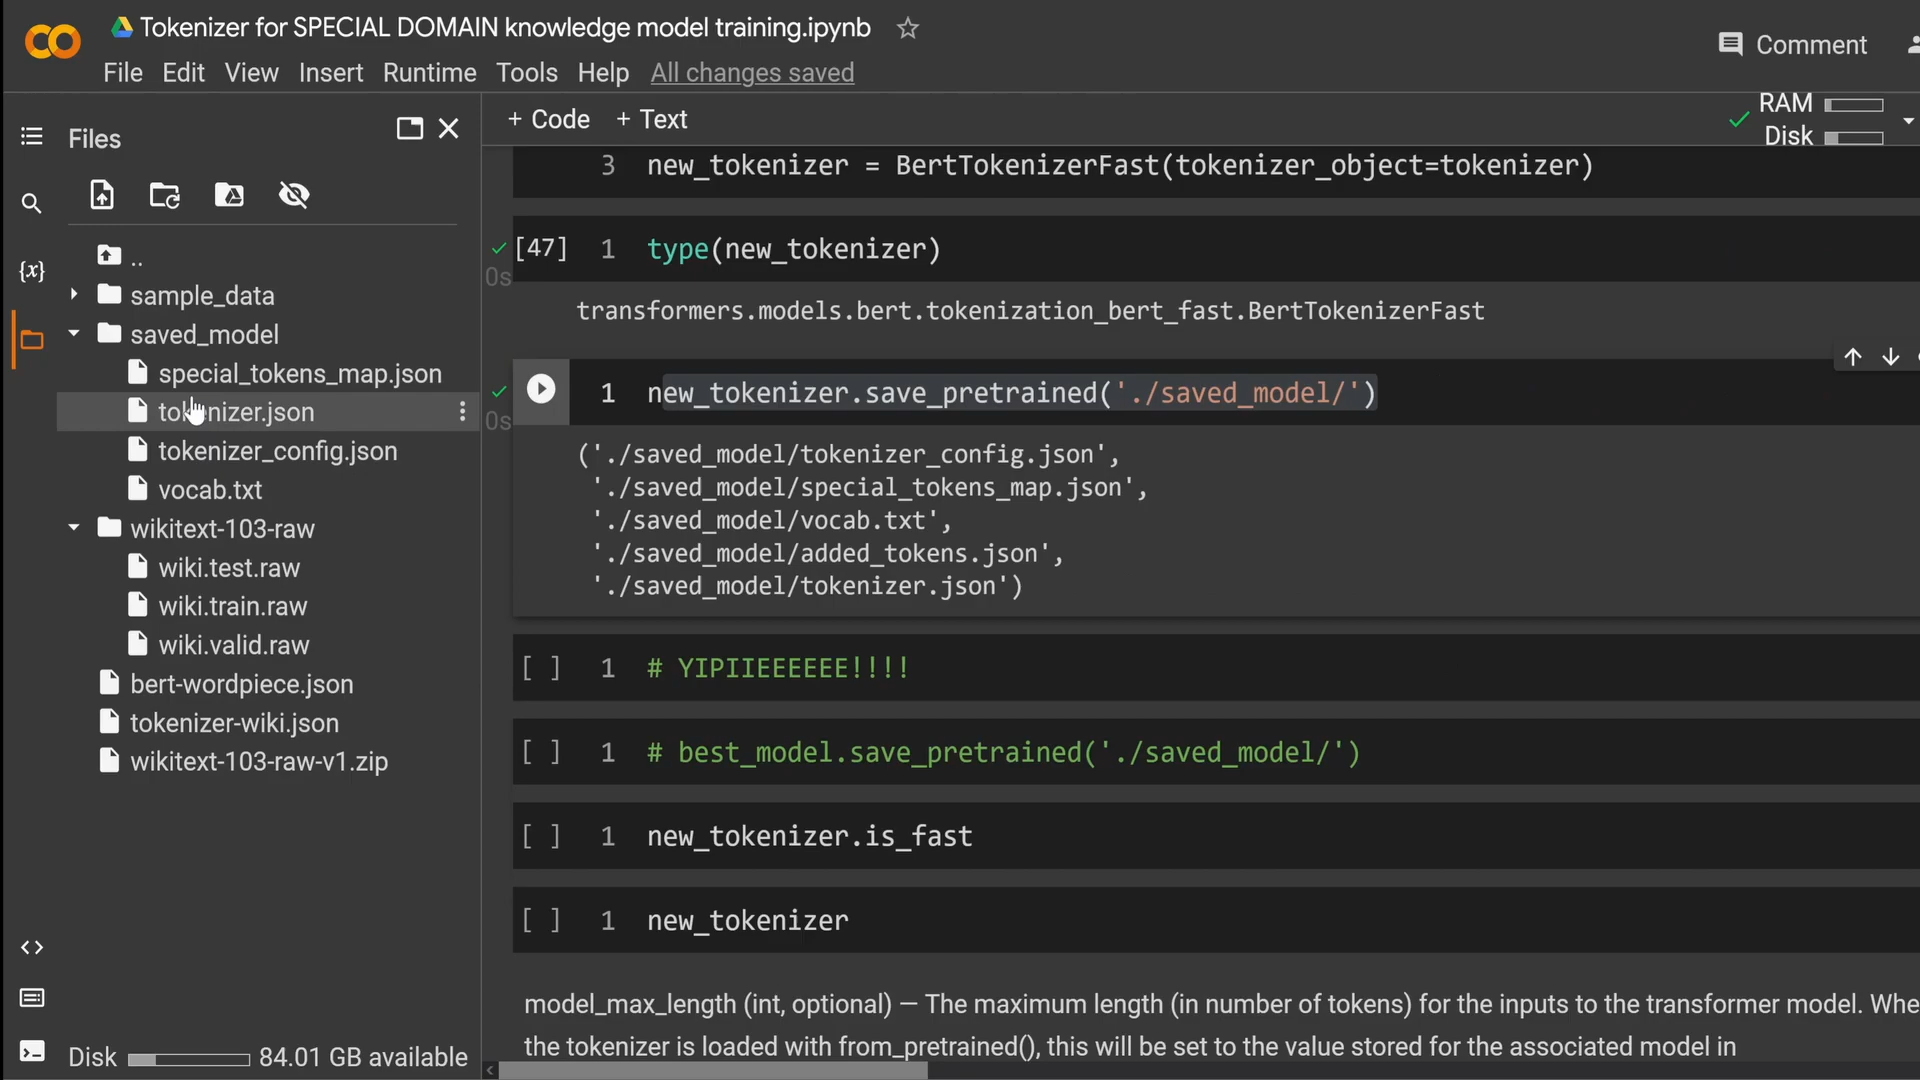 Tokenizer for SPECIAL DOMAIN knowledge model training.ipynb
File Edit View Insert Runtime Tools Help All changes saved
Comment
Files
+ Code + Text
RAM
Disk
..
sample_data
saved_model
special_tokens_map.json
tokenizer.json
tokenizer_config.json
vocab.txt
wikitext-103-raw
wiki.test.raw
wiki.train.raw
wiki.valid.raw
bert-wordpiece.json
tokenizer-wiki.json
wikitext-103-raw-v1.zip
Disk 84.01 GB available
{x}
<>
3 new_tokenizer = BertTokenizerFast(tokenizer_object=tokenizer)
[47] 1 type(new_tokenizer)
0s
transformers.models.bert.tokenization_bert_fast.BertTokenizerFast
1 new_tokenizer.save_pretrained('./saved_model/')
0s
('./saved_model/tokenizer_config.json',
'./saved_model/special_tokens_map.json',
'./saved_model/vocab.txt',
'./saved_model/added_tokens.json',
'./saved_model/tokenizer.json')
[ ] 1 # YIPIIEEEEEE!!!!
[ ] 1 # best_model.save_pretrained('./saved_model/')
[ ] 1 new_tokenizer.is_fast
[ ] 1 new_tokenizer
model_max_length (int, optional) — The maximum length (in number of tokens) for the inputs to the transformer model. Whe
the tokenizer is loaded with from_pretrained(), this will be set to the value stored for the associated model in